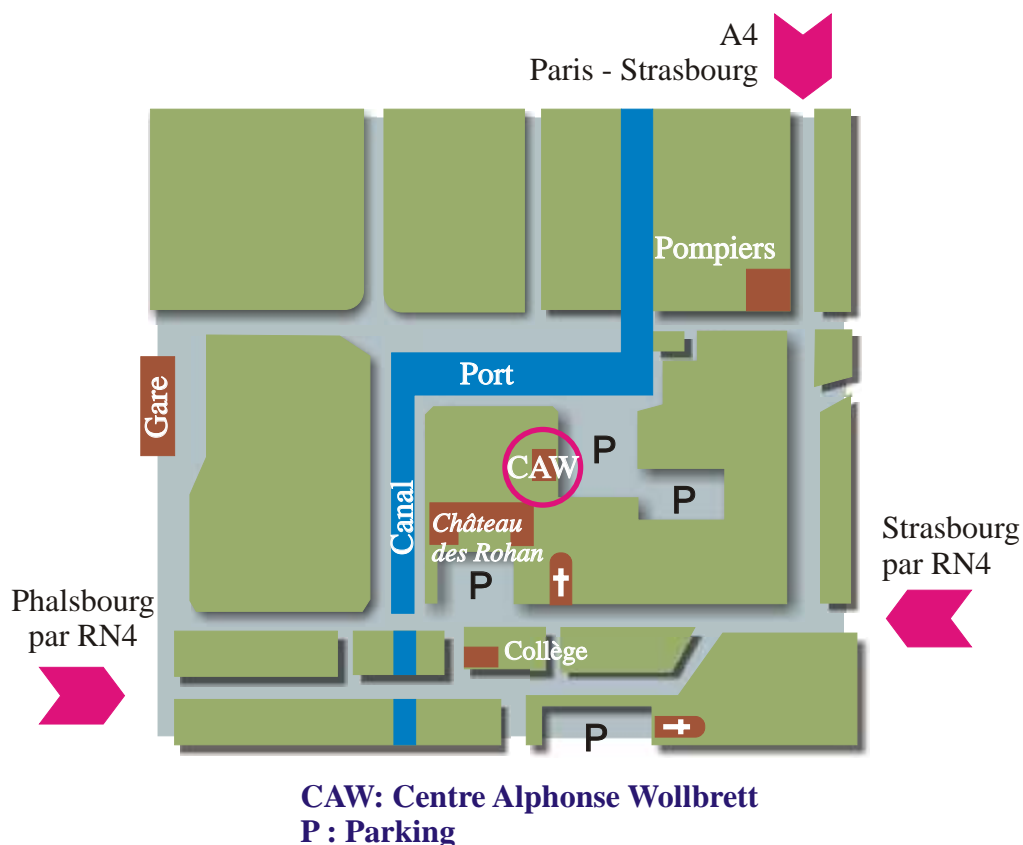 A4
Paris - Strasbourg
Pompiers
Port
Gare
P
CAW
P
Canal
Château
des Rohan
Strasbourg
par RN4
P
Phalsbourg
par RN4
Collège
P
CAW: Centre Alphonse Wollbrett
P : Parking